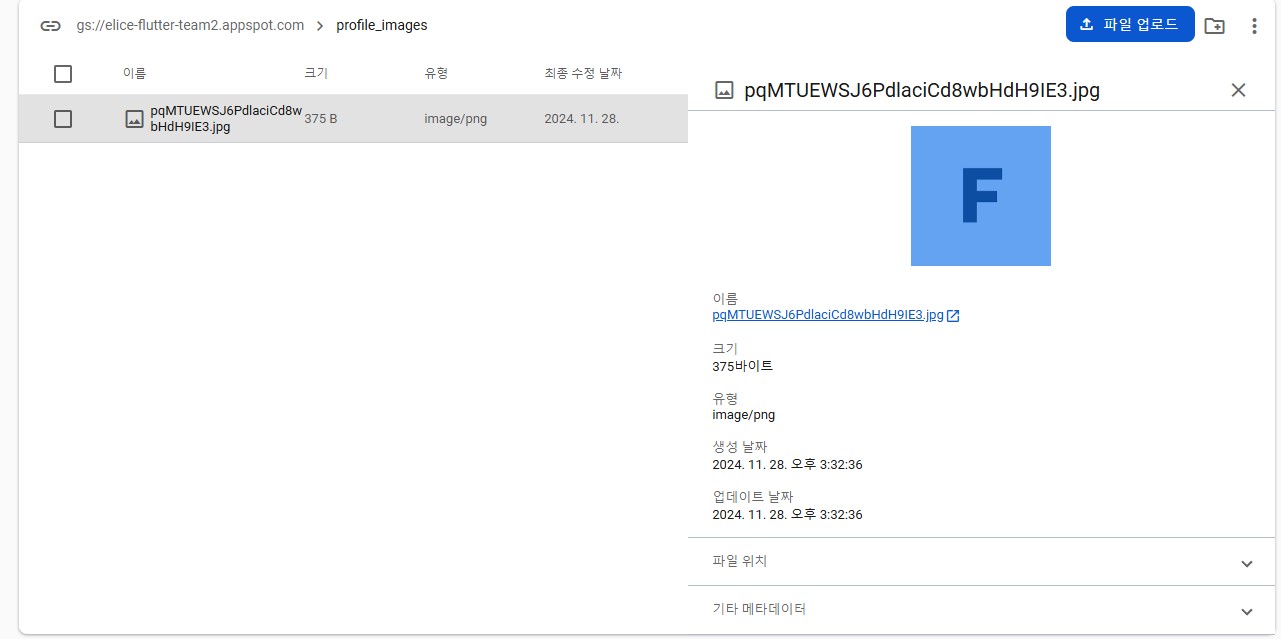 gs://elice-flutter-team2.appspot.com > profile_images
파일 업로드
이름 크기 유형 최종 수정 날짜
pqMTUEWSJ6PdlaciCd8w
bHdH9IE3.jpg
375 B image/png 2024. 11. 28.
pqMTUEWSJ6PdlaciCd8wbHdH9IE3.jpg
F
이름
pqMTUEWSJ6PdlaciCd8wbHdH9IE3.jpg
크기
375바이트
유형
image/png
생성 날짜
2024. 11. 28. 오후 3:32:36
업데이트 날짜
2024. 11. 28. 오후 3:32:36
파일 위치
기타 메타데이터